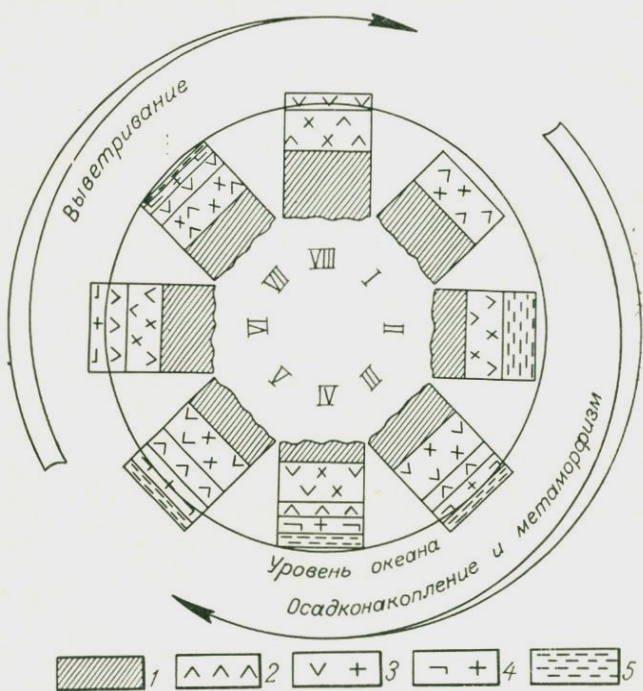 Выветривание
VIII
I
II
III
IV
V
VI
VII
Уровень океана
Осадконакопление и метаморфизм
1 2 3 4 5